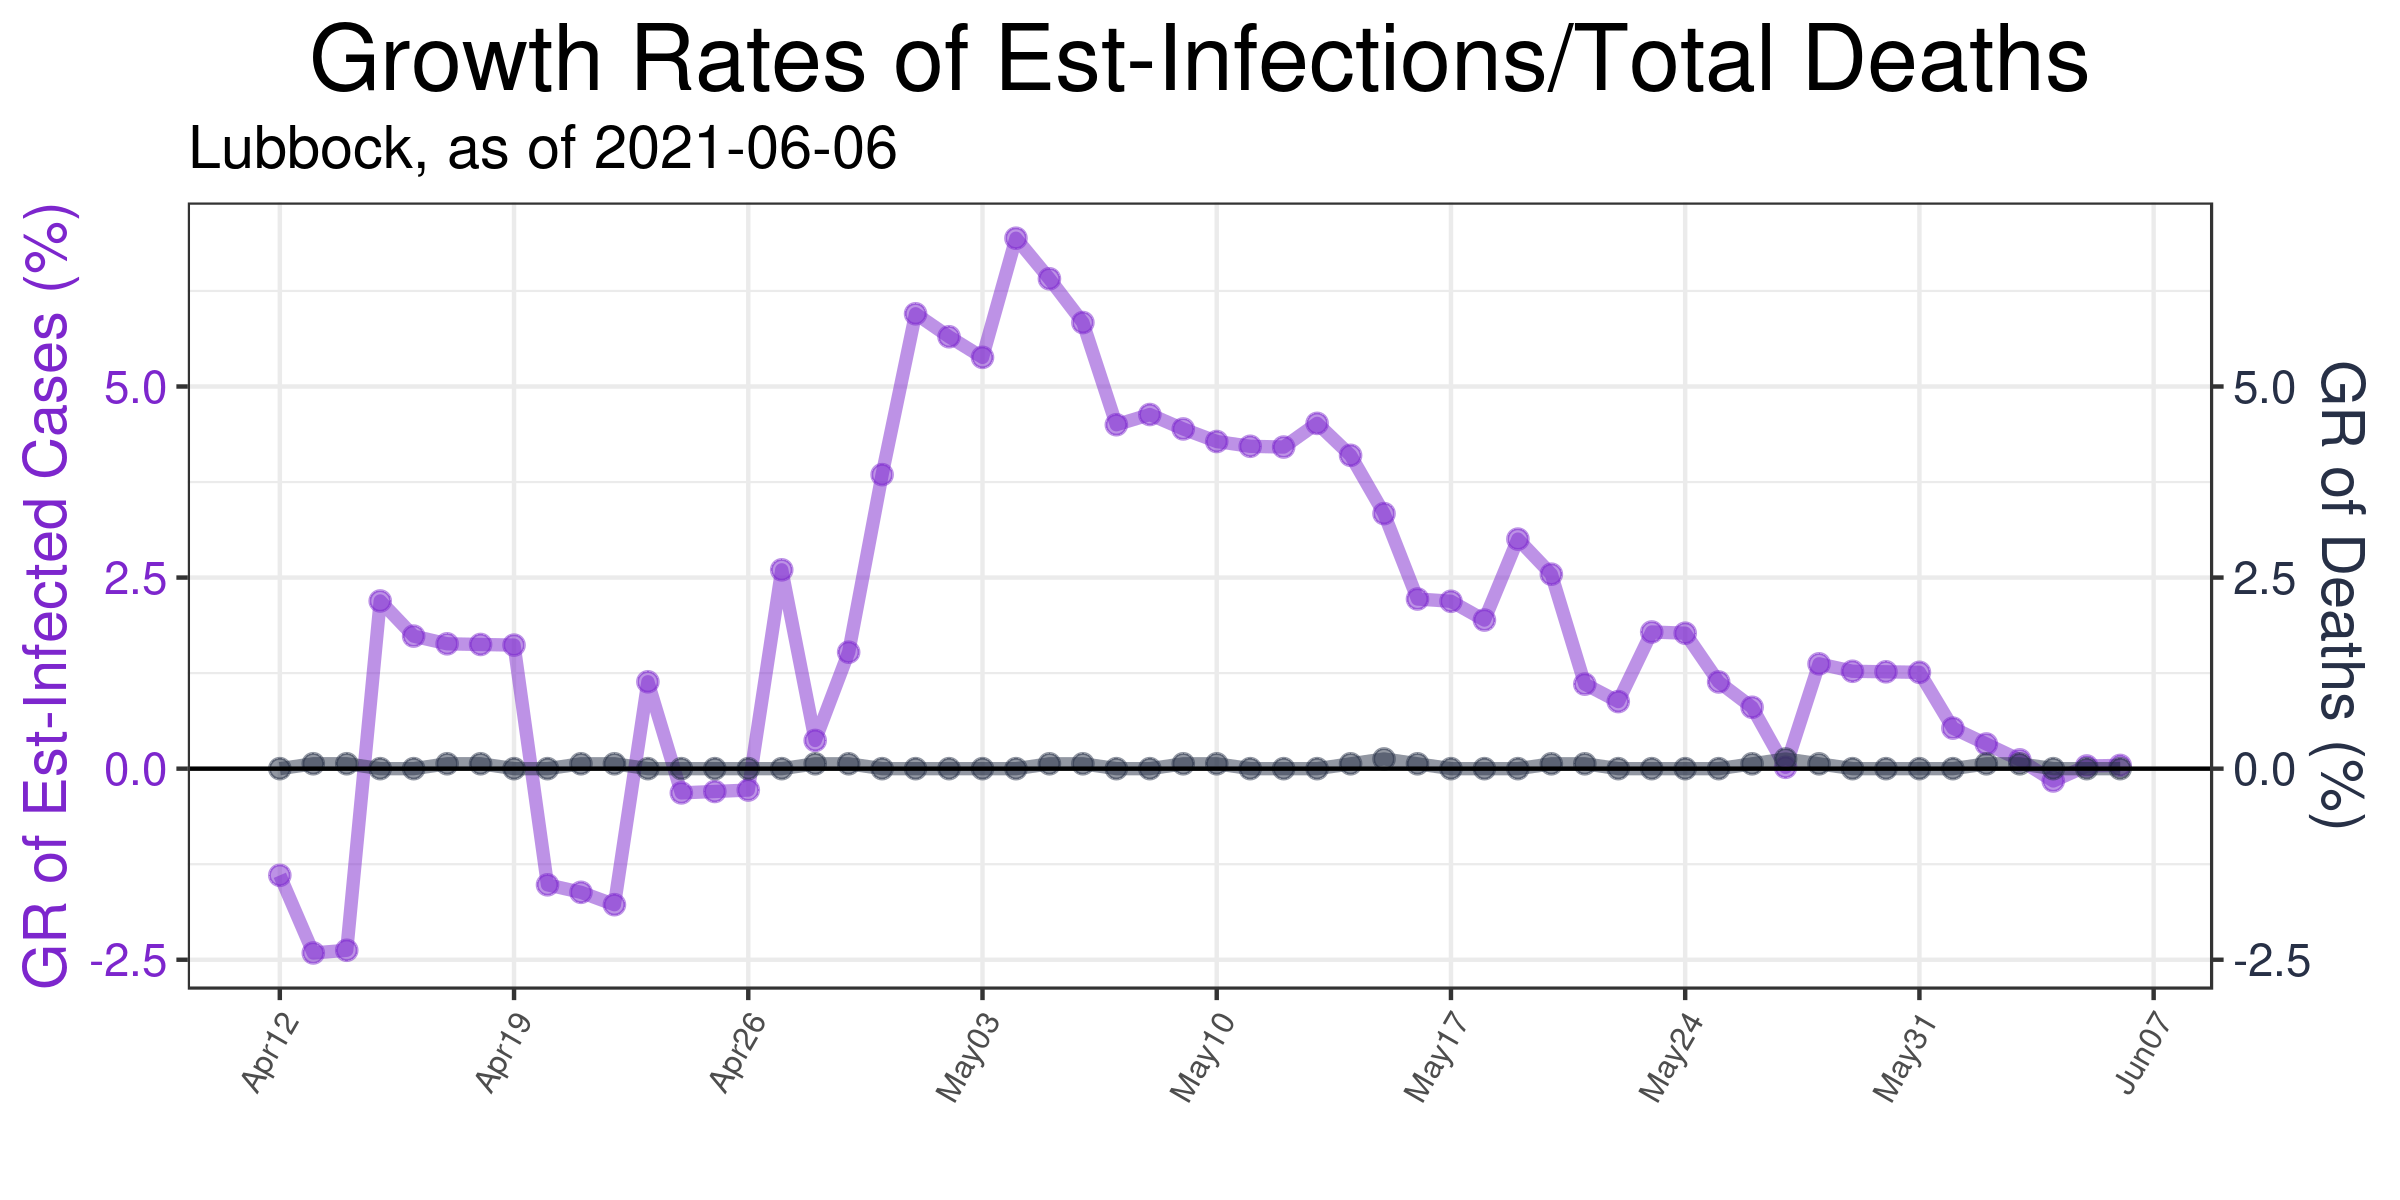 Growth Rates of Est-Infections/Total Deaths
Lubbock, as of 2021-06-06
GR of Est-Infected Cases (%)
5.0
2.5
0.0
-2.5
5.0
2.5
0.0
-2.5
GR of Deaths (%)
Apr12
Apr19
Apr26
May03
May10
May17
May24
May31
Jun07